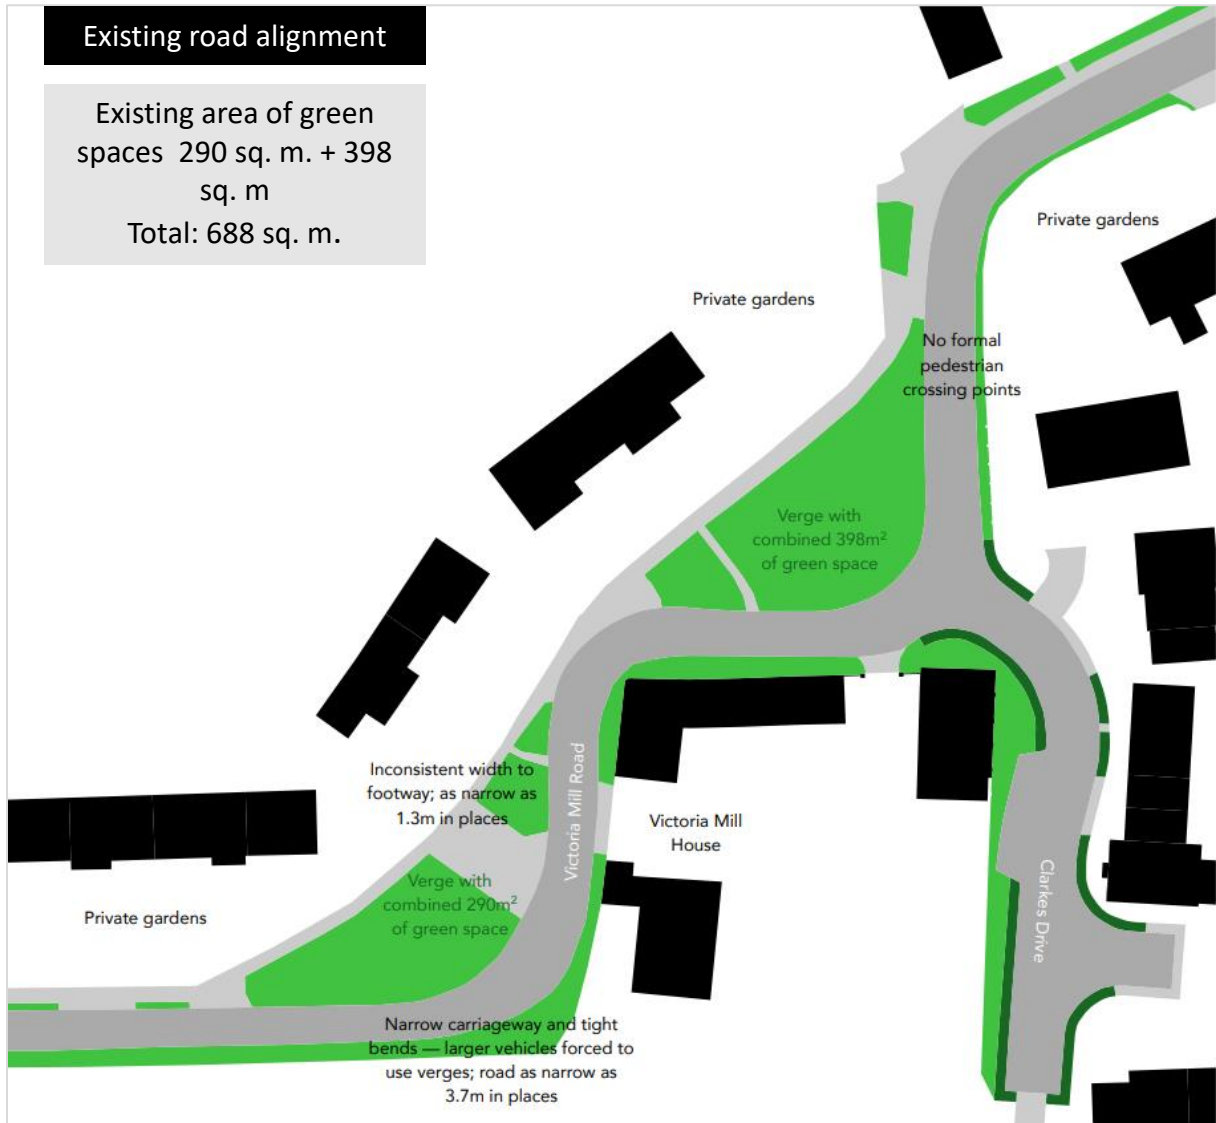 Existing road alignment
Existing area of green
spaces  290 sq. m. + 398
sq. m
Total: 688 sq. m.
Private gardens
Private gardens
No formal
pedestrian
crossing points
Verge with
combined 398m²
of green space
Inconsistent width to
footway; as narrow as
1.3m in places
Victoria Mill Road
Victoria Mill
House
Verge with
combined 290m²
of green space
Private gardens
Clarkes Drive
Narrow carriageway and tight
bends — larger vehicles forced to
use verges; road as narrow as
3.7m in places